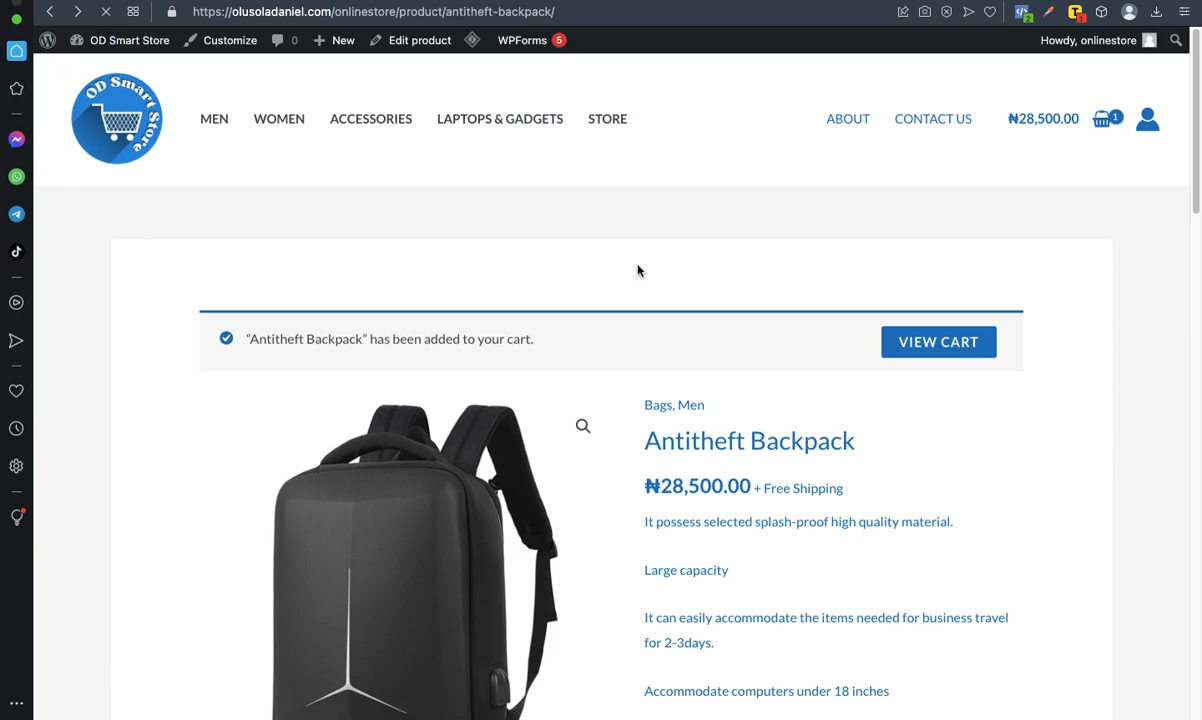 https://olusoladaniel.com/onlinestore/product/antitheft-backpack/
2
T
1
OD Smart Store
Customize
0
New
Edit product
WPForms 5
Howdy, onlinestore
OD Smart
Store
MEN
WOMEN
ACCESSORIES
LAPTOPS & GADGETS
STORE
ABOUT
CONTACT US
₦28,500.00
1
“Antitheft Backpack” has been added to your cart.
VIEW CART
Bags, Men
Antitheft Backpack
₦28,500.00 + Free Shipping
It possess selected splash-proof high quality material.
Large capacity
It can easily accommodate the items needed for business travel
for 2-3days.
Accommodate computers under 18 inches